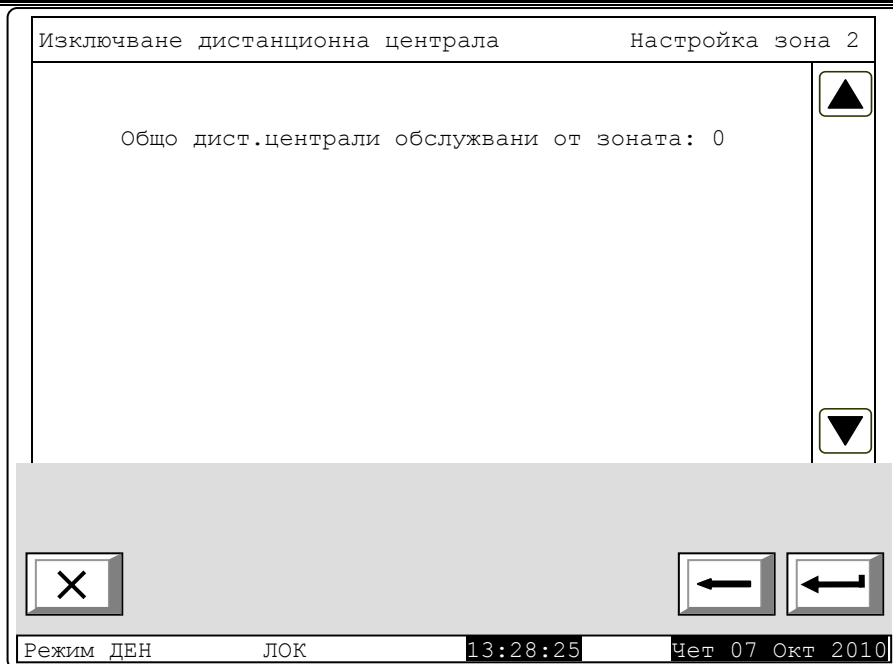 Изключване дистанционна централа Настройка зона 2
Общо дист.централи обслужвани от зоната: 0
Режим ДЕН ЛОК 13:28:25 Чет 07 Окт 2010